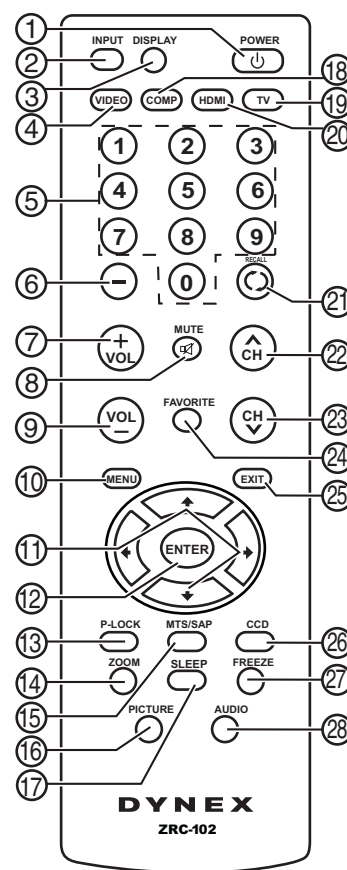 ① POWER
INPUT DISPLAY
②
③
⑱
④ VIDEO COMP HDMI TV ⑲
⑳
1 2 3
4 5 6
⑤
7 8 9
⑥ − 0 RECALL
㉑
⑦ + VOL MUTE CH ㉒
⑧
⑨ VOL − FAVORITE CH ㉓
㉔
⑩ MENU EXIT ㉕
⑪
ENTER
⑫
P-LOCK MTS/SAP CCD
⑬ ㉖
ZOOM SLEEP FREEZE
⑭ ㉗
⑮
PICTURE AUDIO
⑯ ㉘
⑰
DYNEX
ZRC-102